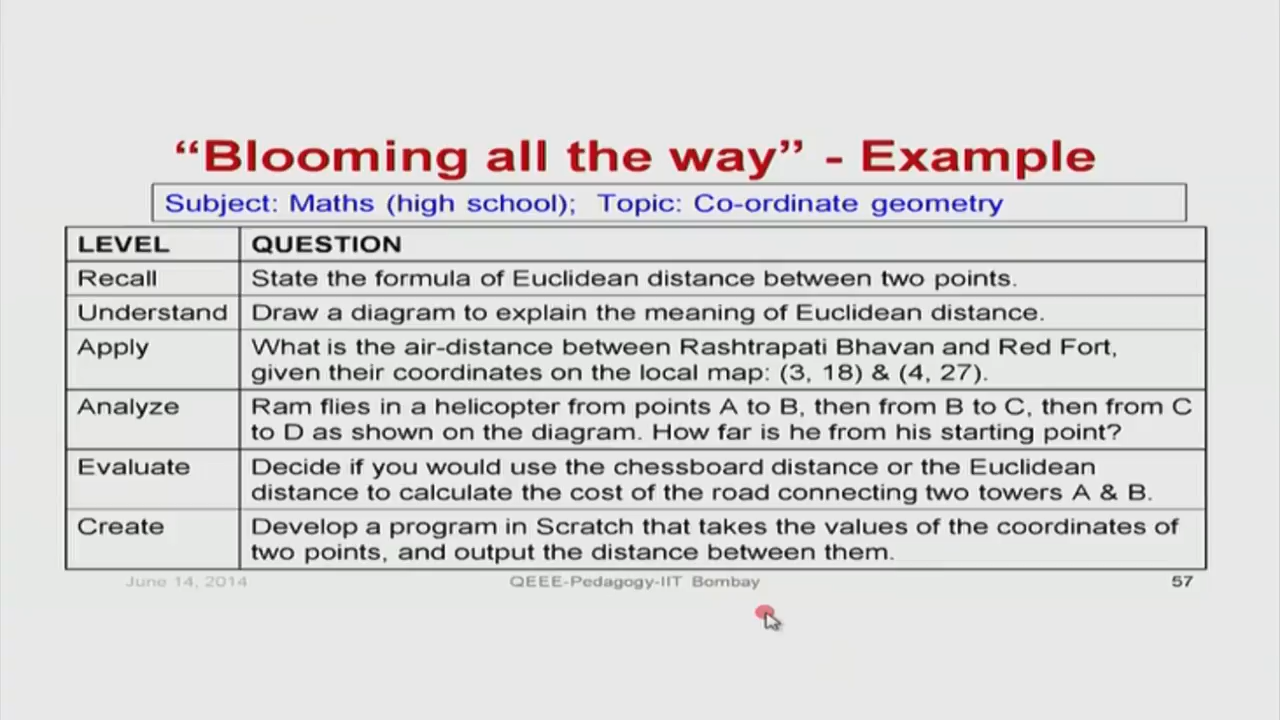 “Blooming all the way” - Example
Subject: Maths (high school); Topic: Co-ordinate geometry
LEVEL QUESTION
Recall State the formula of Euclidean distance between two points.
Understand Draw a diagram to explain the meaning of Euclidean distance.
Apply What is the air-distance between Rashtrapati Bhavan and Red Fort,
given their coordinates on the local map: (3, 18) & (4, 27).
Analyze Ram flies in a helicopter from points A to B, then from B to C, then from C
to D as shown on the diagram. How far is he from his starting point?
Evaluate Decide if you would use the chessboard distance or the Euclidean
distance to calculate the cost of the road connecting two towers A & B.
Create Develop a program in Scratch that takes the values of the coordinates of
two points, and output the distance between them.
June 14, 2014 QEEE-Pedagogy-IIT Bombay 57